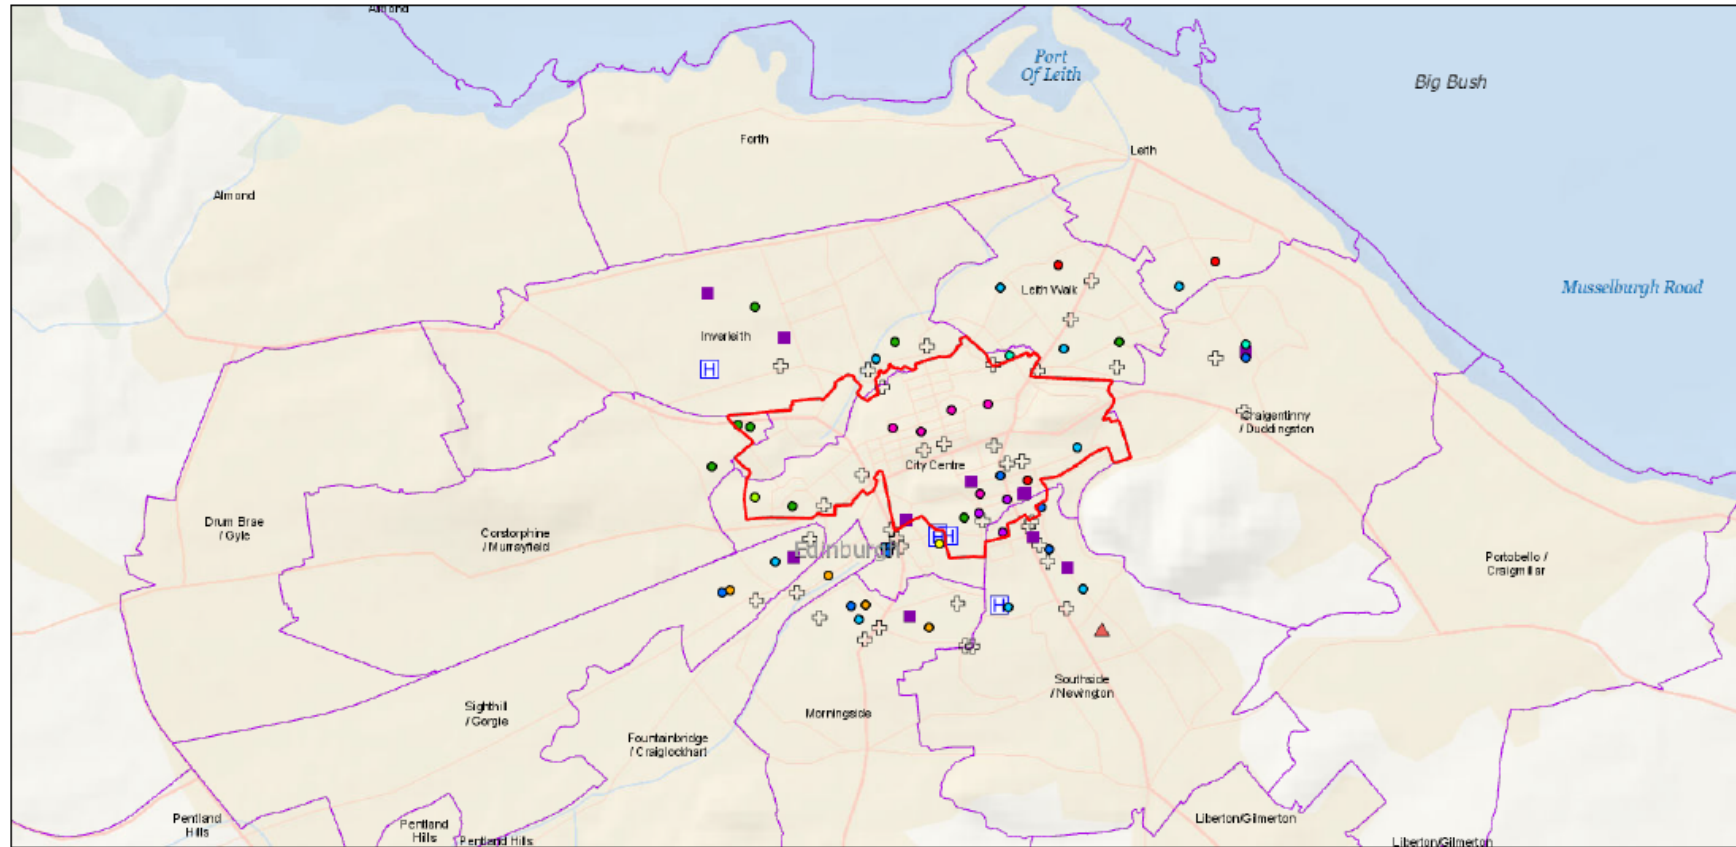 Almond
Port
Of Leith
Big Bush
Forth
Leith
Almond
Musselburgh Road
Leith Walk
Inverleith
H
Craigentinny
/ Duddingston
City Centre
Drum Brae
/ Gyle
Corstorphine
/ Murrayfield
H
H
Edinburgh
Portobello /
Craigmillar
H
Southside
/ Newington
Sighthill
/ Gorgie
Morningside
Fountainbridge
/ Craiglockhart
Pentland
Hills
Pentland
Hills
Pentland Hills
Liberton/Gilmerton
Liberton/Gilmerton